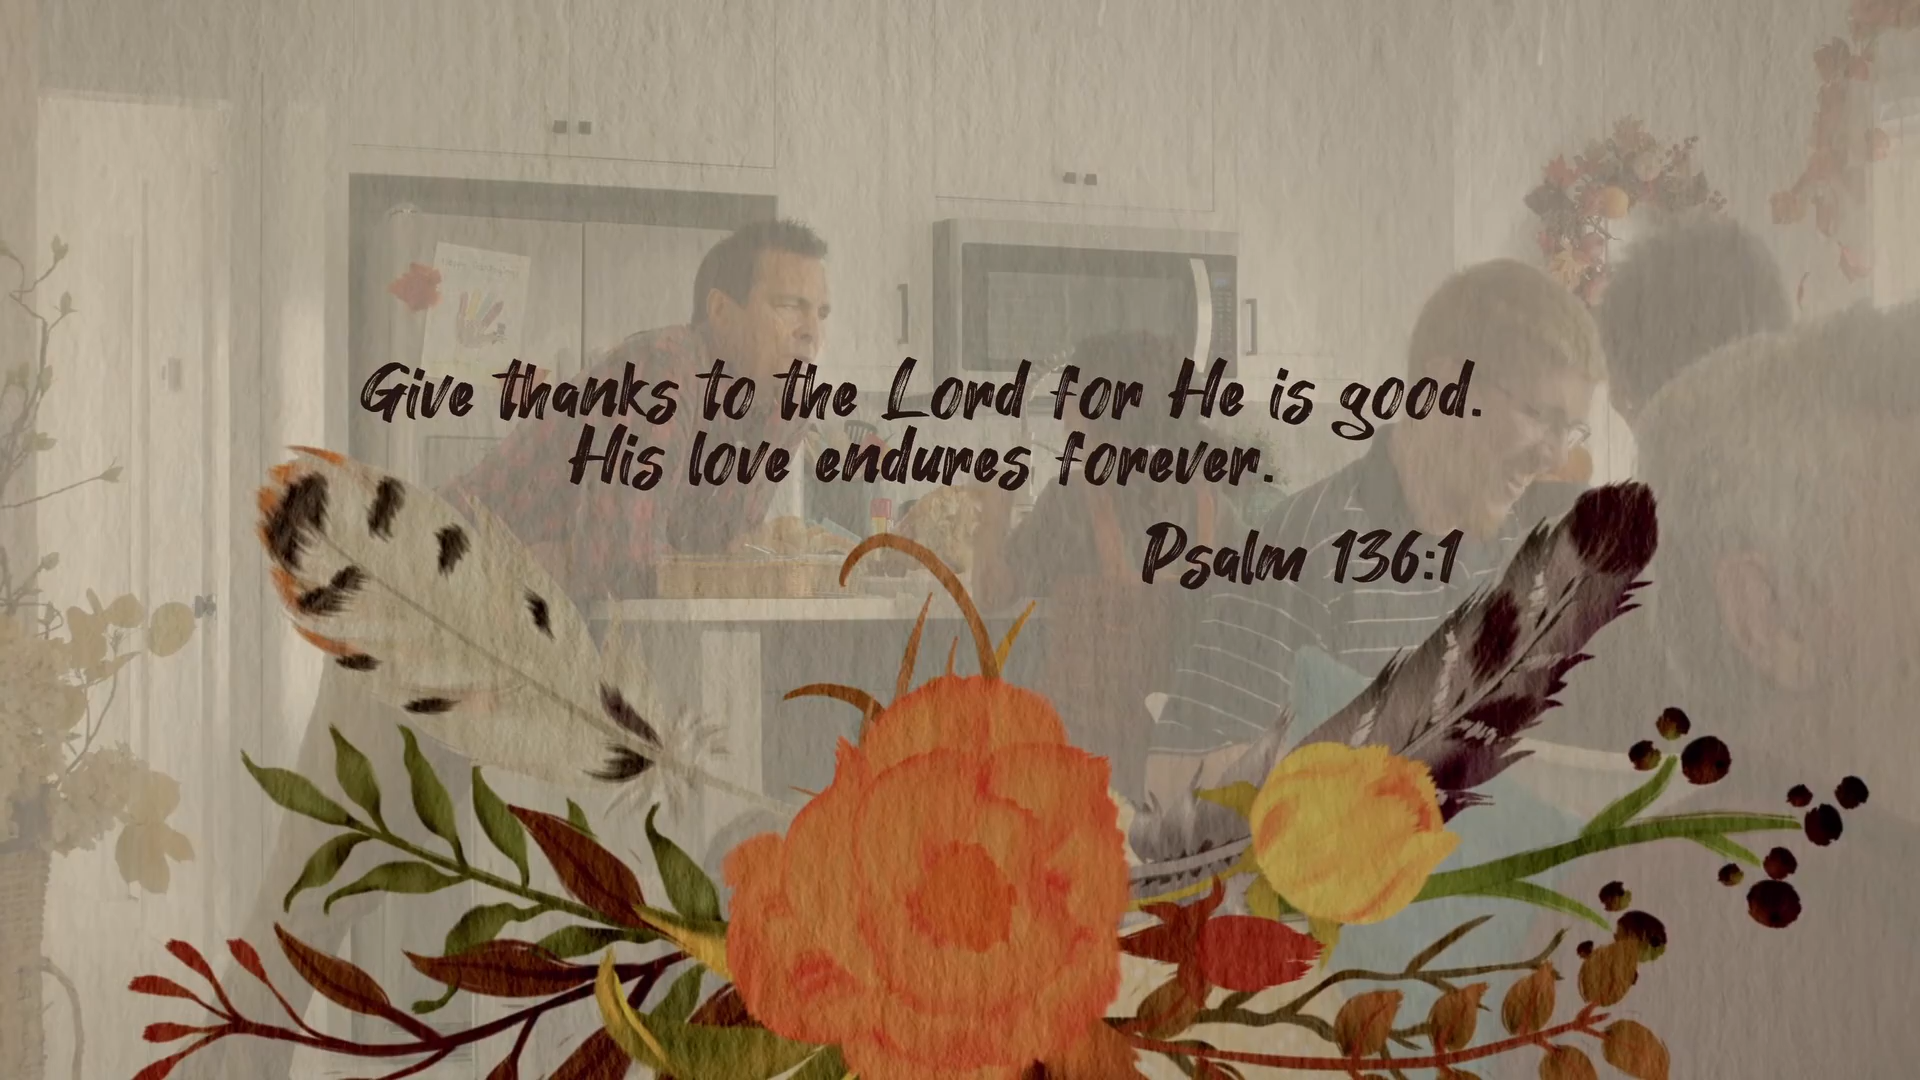 Give thanks to the Lord for He is good.
His love endures forever.
Psalm 136:1